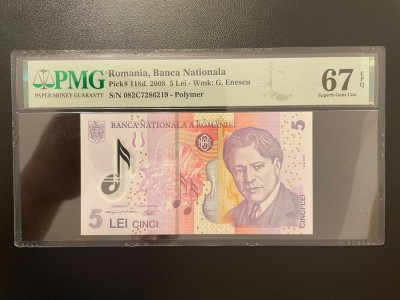 PMG
PAPER MONEY GUARANTY
Romania, Banca Nationala
Pick# 118d 2008 5 Lei - Wmk: G. Enescu
S/N 082C7286219 - Polymer
67 EPQ
Superb Gem Unc
BANCA NAȚIONALĂ A ROMÂNIEI
5
5 LEI CINCI
CINCI LEI